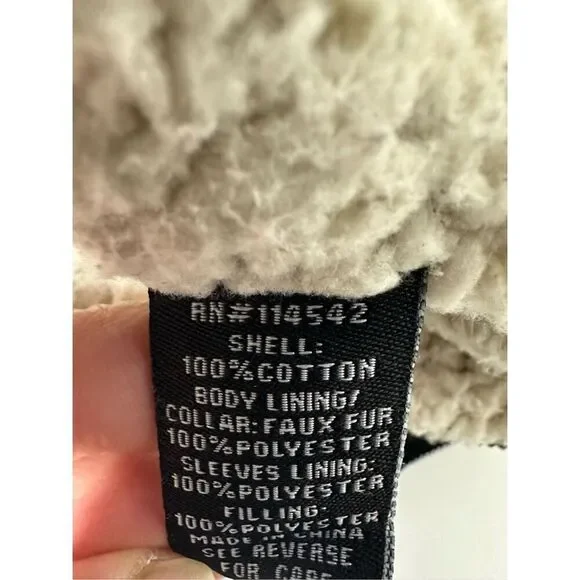 RN#114542
SHELL:
100%COTTON
BODY LINING/
COLLAR:FAUX FUR
100%POLYESTER
SLEEVES LINING:
100%POLYESTER
FILLING:
100%POLYESTER
MADE IN CHINA
SEE REVERSE
FOR CARE